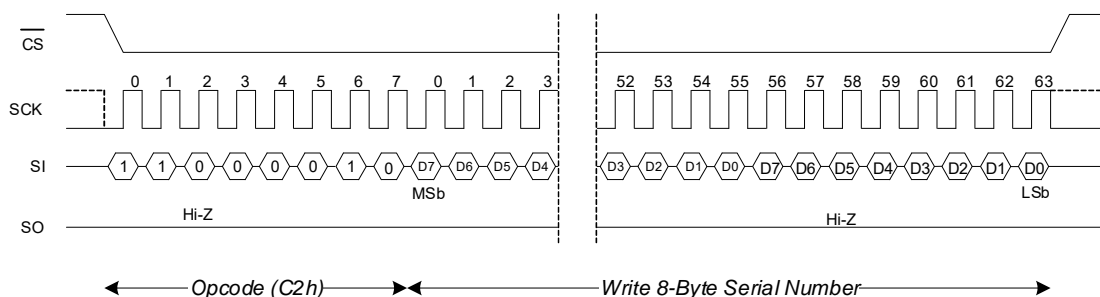 CS
0 1 2 3 4 5 6 7 0 1 2 3 52 53 54 55 56 57 58 59 60 61 62 63
SCK
SI 1 1 0 0 0 0 1 0 D7 D6 D5 D4 D3 D2 D1 D0 D7 D6 D5 D4 D3 D2 D1 D0
MSb LSb
Hi-Z Hi-Z
SO
Opcode (C2h) Write 8-Byte Serial Number